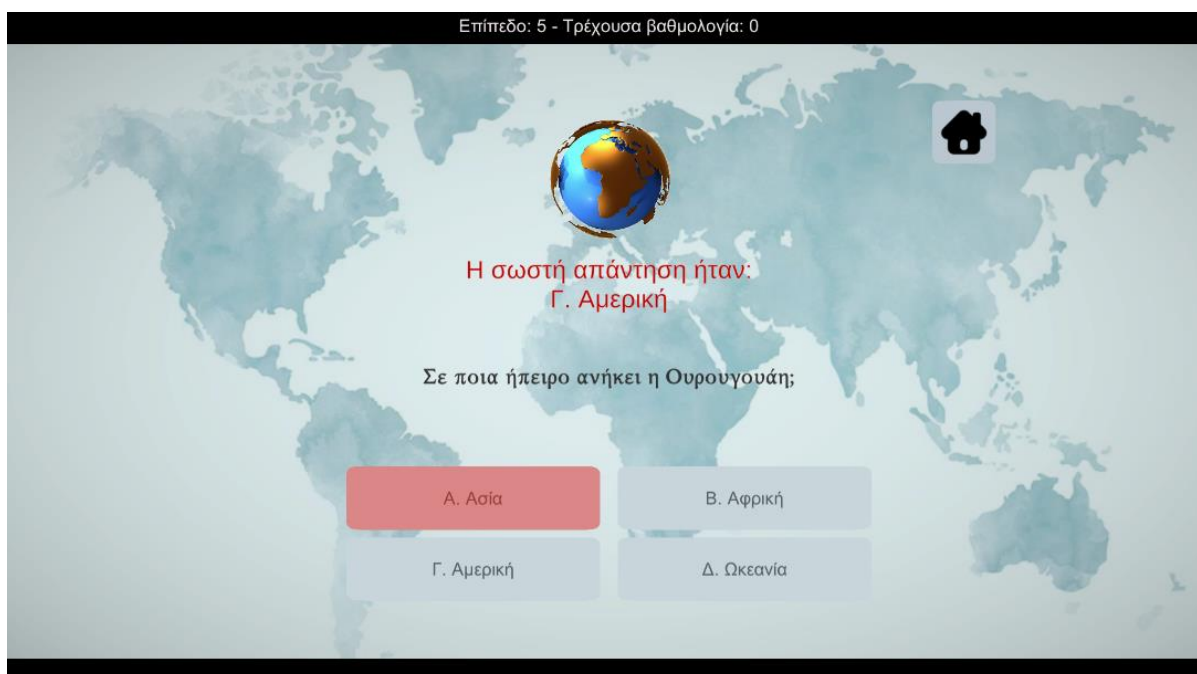 Επίπεδο: 5 - Τρέχουσα βαθμολογία: 0
Η σωστή απάντηση ήταν:
Γ. Αμερική
Σε ποια ήπειρο ανήκει η Ουρουγουάη;
Α. Ασία
Β. Αφρική
Γ. Αμερική
Δ. Ωκεανία